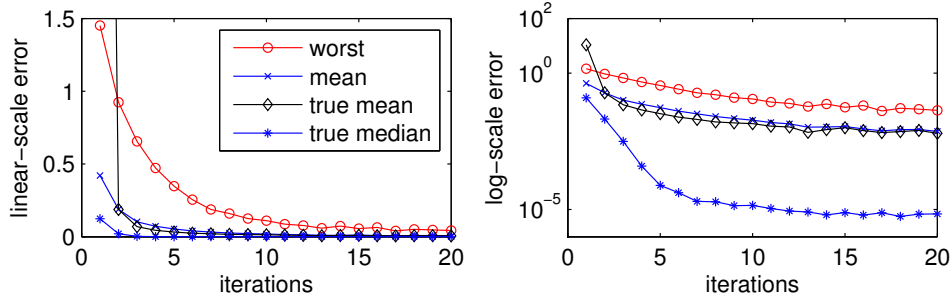 linear−scale error
1.5
1
0.5
0
0
5
10
15
20
iterations
worst
mean
true mean
true median
log−scale error
10^2
10^0
10^−5
0
5
10
15
20
iterations